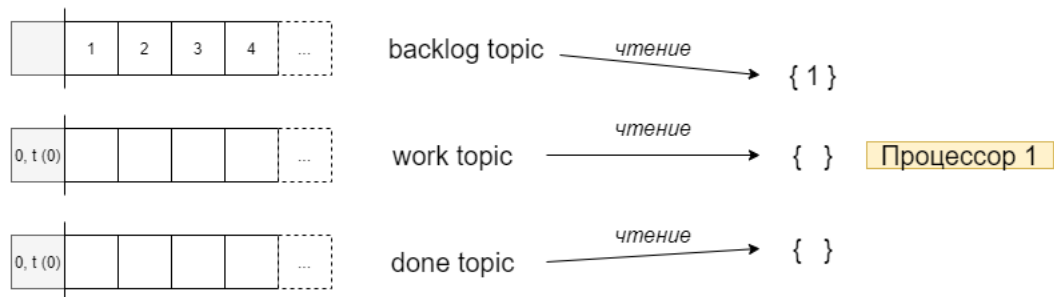 1 2 3 4 ... backlog topic чтение { 1 }
0, t (0) ... work topic чтение { } Процессор 1
0, t (0) ... done topic чтение { }